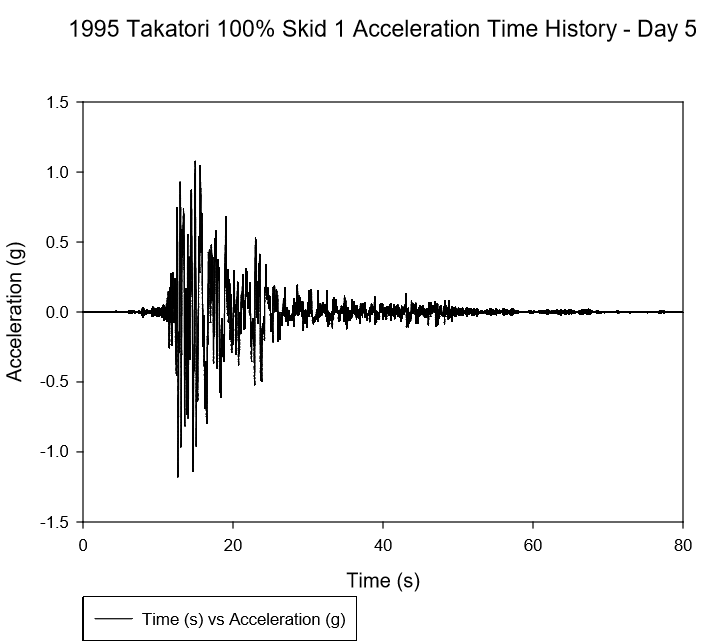 1995 Takatori 100% Skid 1 Acceleration Time History - Day 5
1.5
1.0
0.5
0.0
-0.5
-1.0
-1.5
Acceleration (g)
0 20 40 60 80
Time (s)
Time (s) vs Acceleration (g)